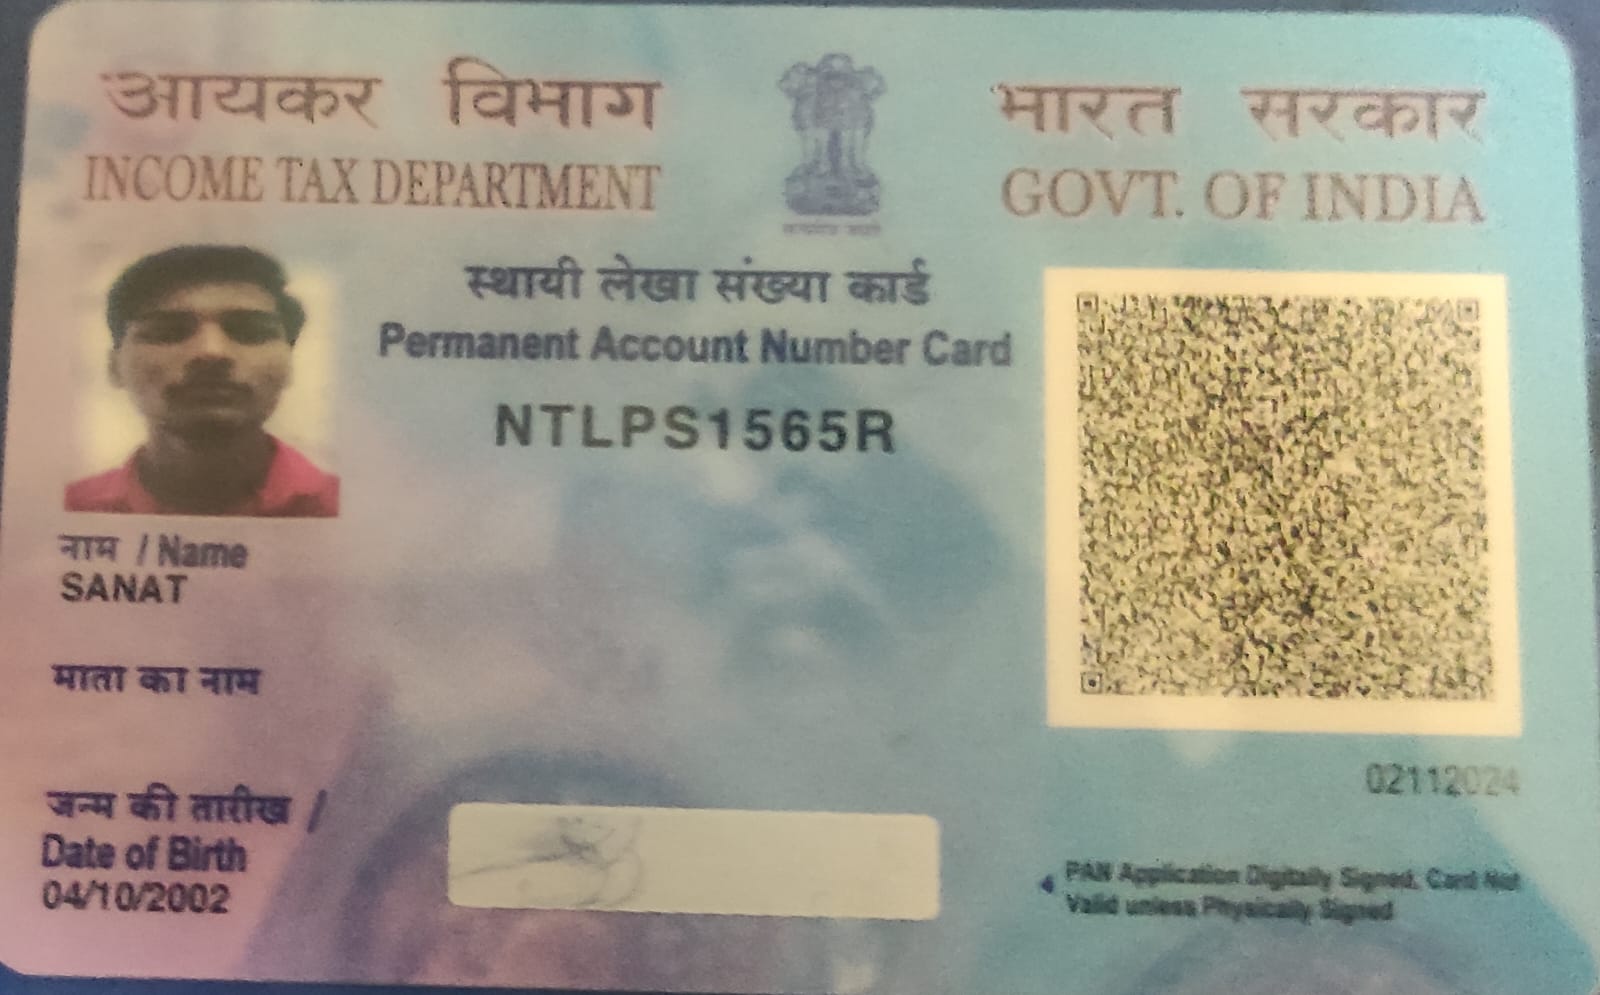 आयकर विभाग
INCOME TAX DEPARTMENT
भारत सरकार
GOVT. OF INDIA
स्थायी लेखा संख्या कार्ड
Permanent Account Number Card
NTLPS1565R
नाम / Name
SANAT
माता का नाम
जन्म की तारीख /
Date of Birth
04/10/2002
02112024
PAN Application Digitally Signed, Card Not
Valid unless Physically Signed